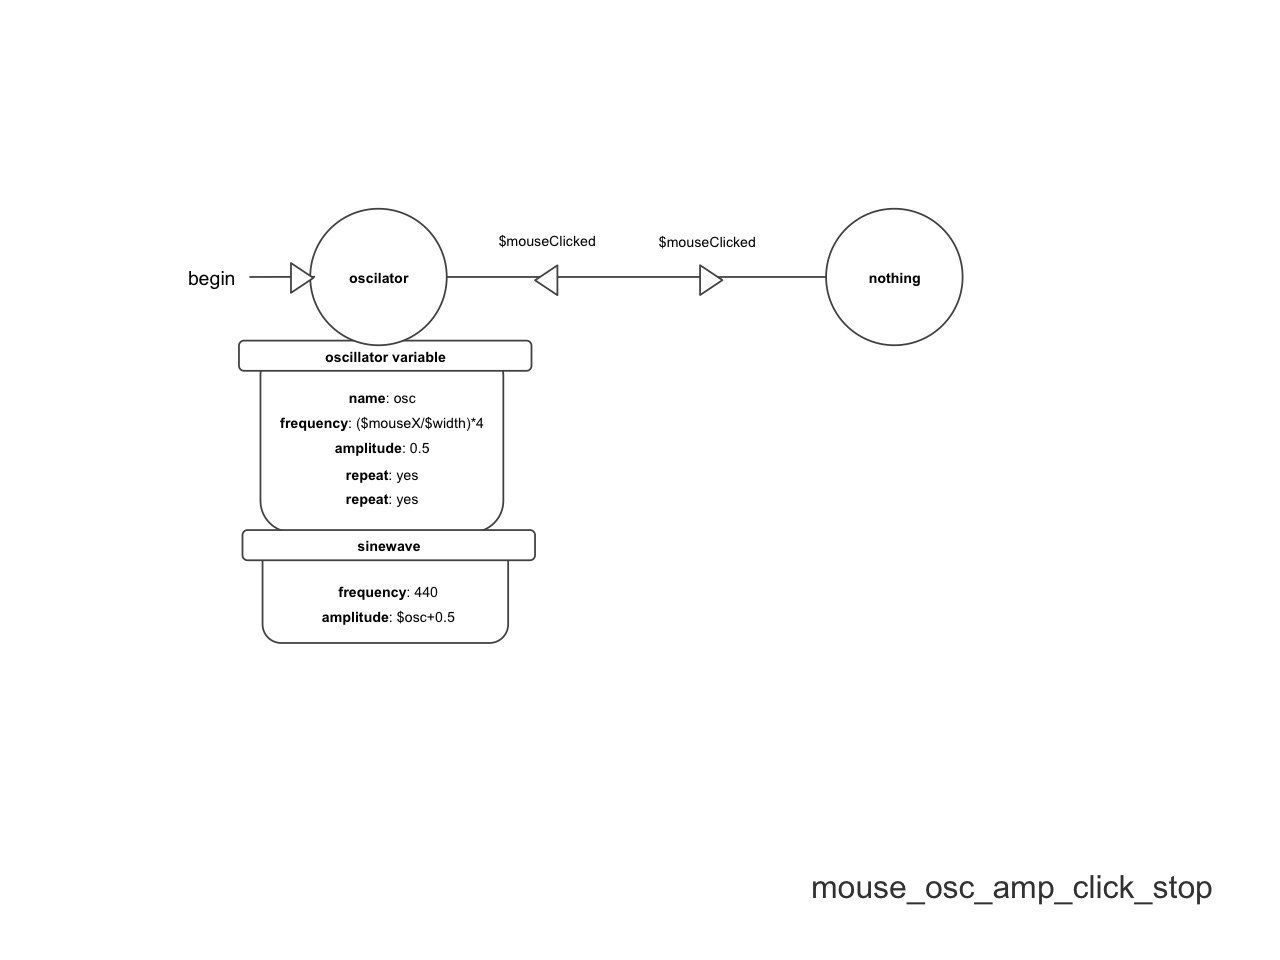 $mouseClicked
$mouseClicked
begin
oscilator
nothing
oscillator variable
name: osc
frequency: ($mouseX/$width)*4
amplitude: 0.5
repeat: yes
repeat: yes
sinewave
frequency: 440
amplitude: $osc+0.5
mouse_osc_amp_click_stop